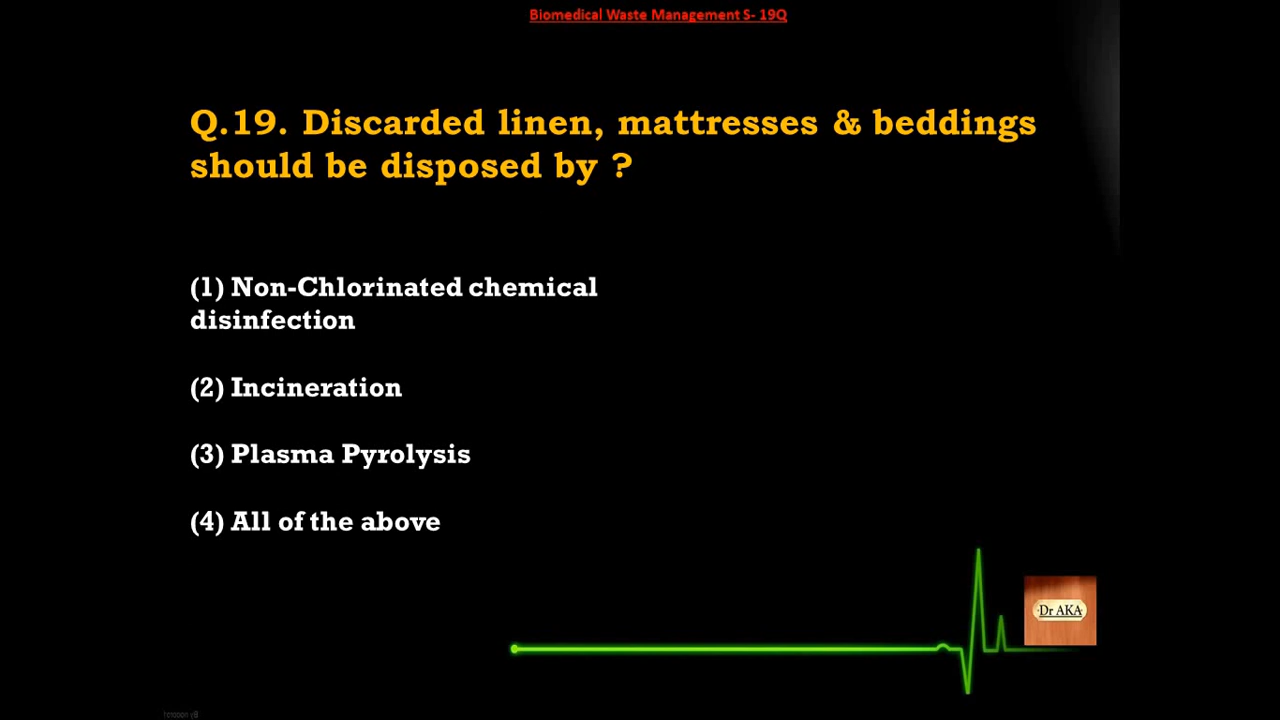 Biomedical Waste Management S- 19Q
Q.19. Discarded linen, mattresses & beddings
should be disposed by ?
(1) Non-Chlorinated chemical
disinfection
(2) Incineration
(3) Plasma Pyrolysis
(4) All of the above
Dr AKA